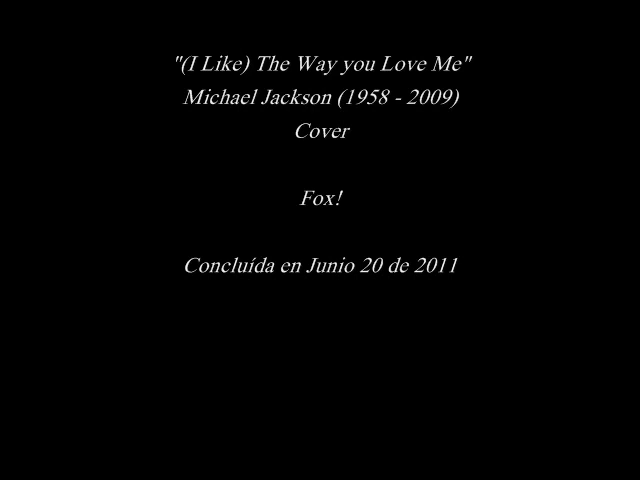 "(I Like) The Way you Love Me"
Michael Jackson (1958 - 2009)
Cover
Fox!
Concluída en Junio 20 de 2011